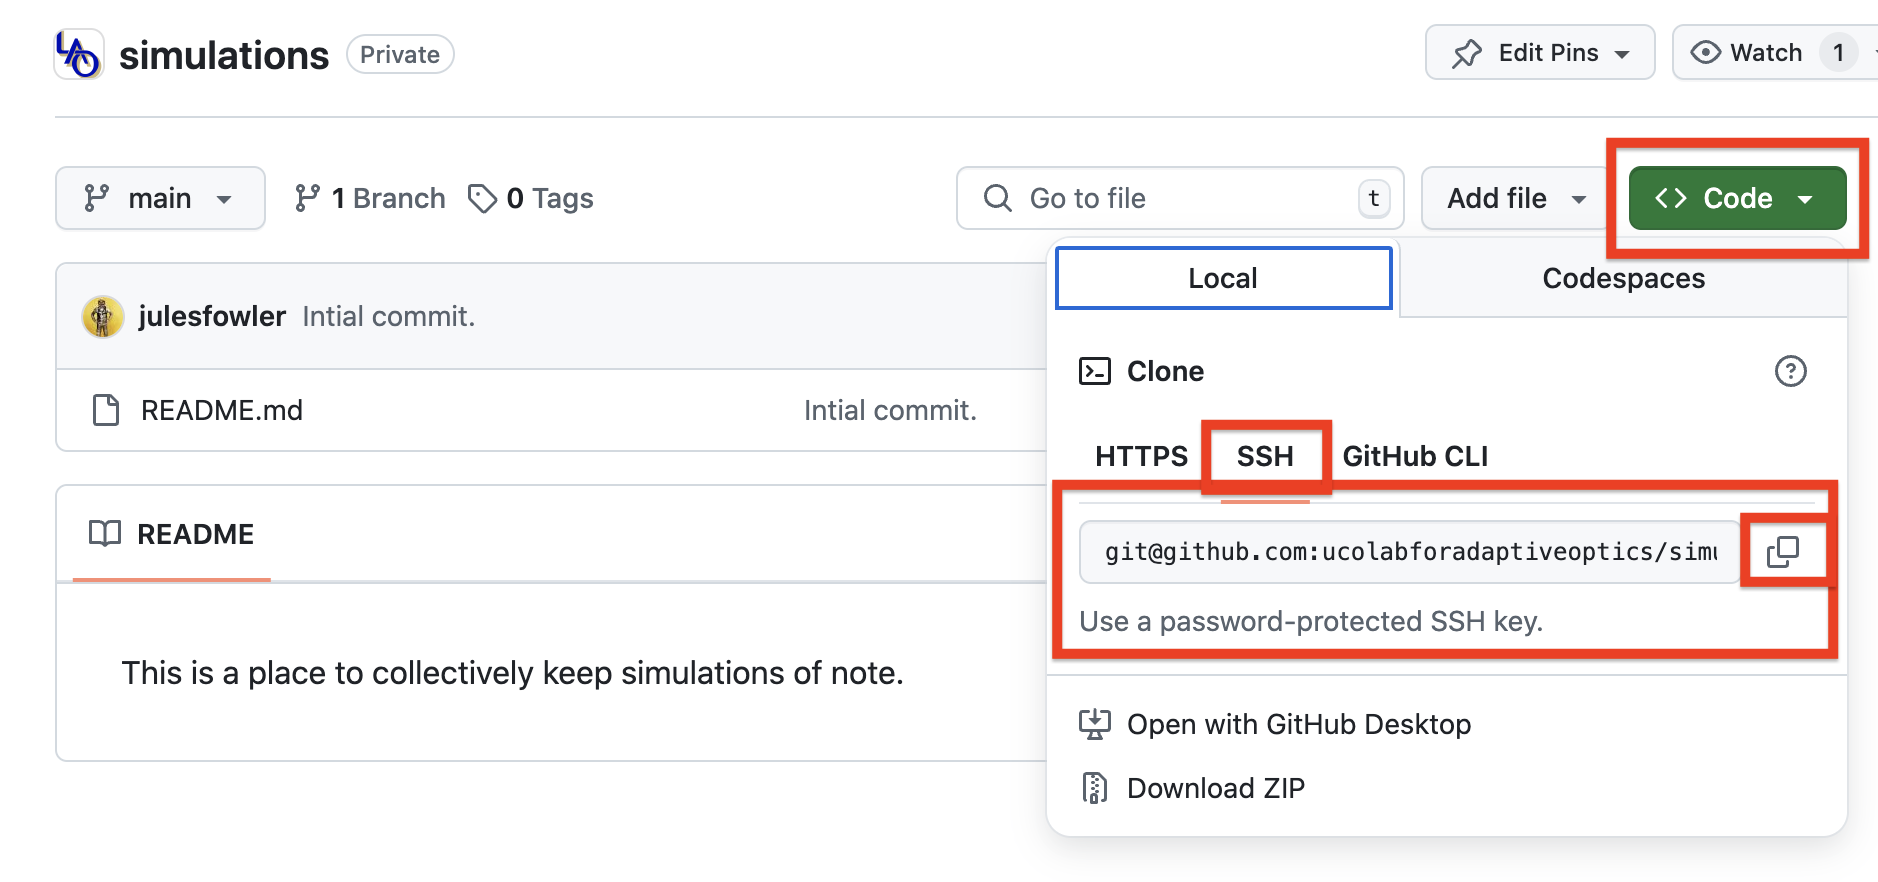 LAO
simulations Private
Edit Pins
Watch 1
main
1 Branch
0 Tags
Go to file
t
Add file
<> Code
Local
Codespaces
julesfowler Intial commit.
Clone
README.md
Intial commit.
HTTPS SSH GitHub CLI
README
git@github.com:ucolabforadaptiveoptics/simu
Use a password-protected SSH key.
This is a place to collectively keep simulations of note.
Open with GitHub Desktop
Download ZIP